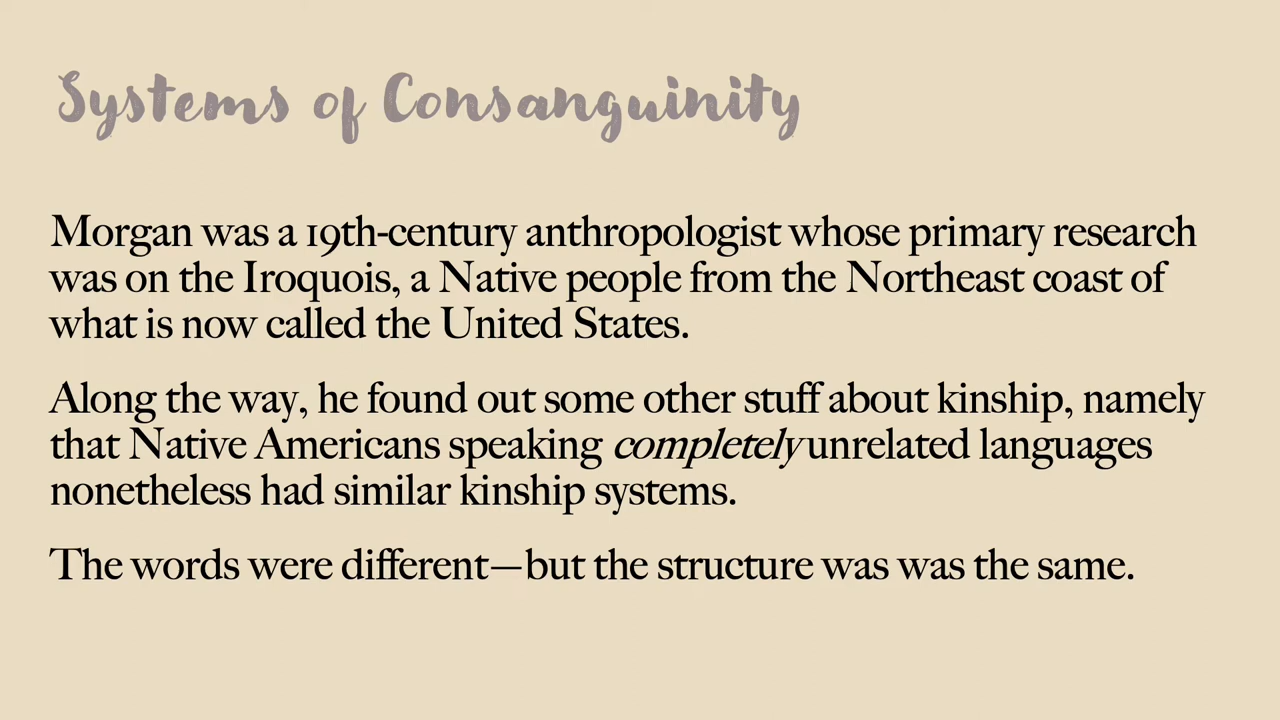 Systems of Consanguinity
Morgan was a 19th-century anthropologist whose primary research
was on the Iroquois, a Native people from the Northeast coast of
what is now called the United States.
Along the way, he found out some other stuff about kinship, namely
that Native Americans speaking completely unrelated languages
nonetheless had similar kinship systems.
The words were different—but the structure was was the same.